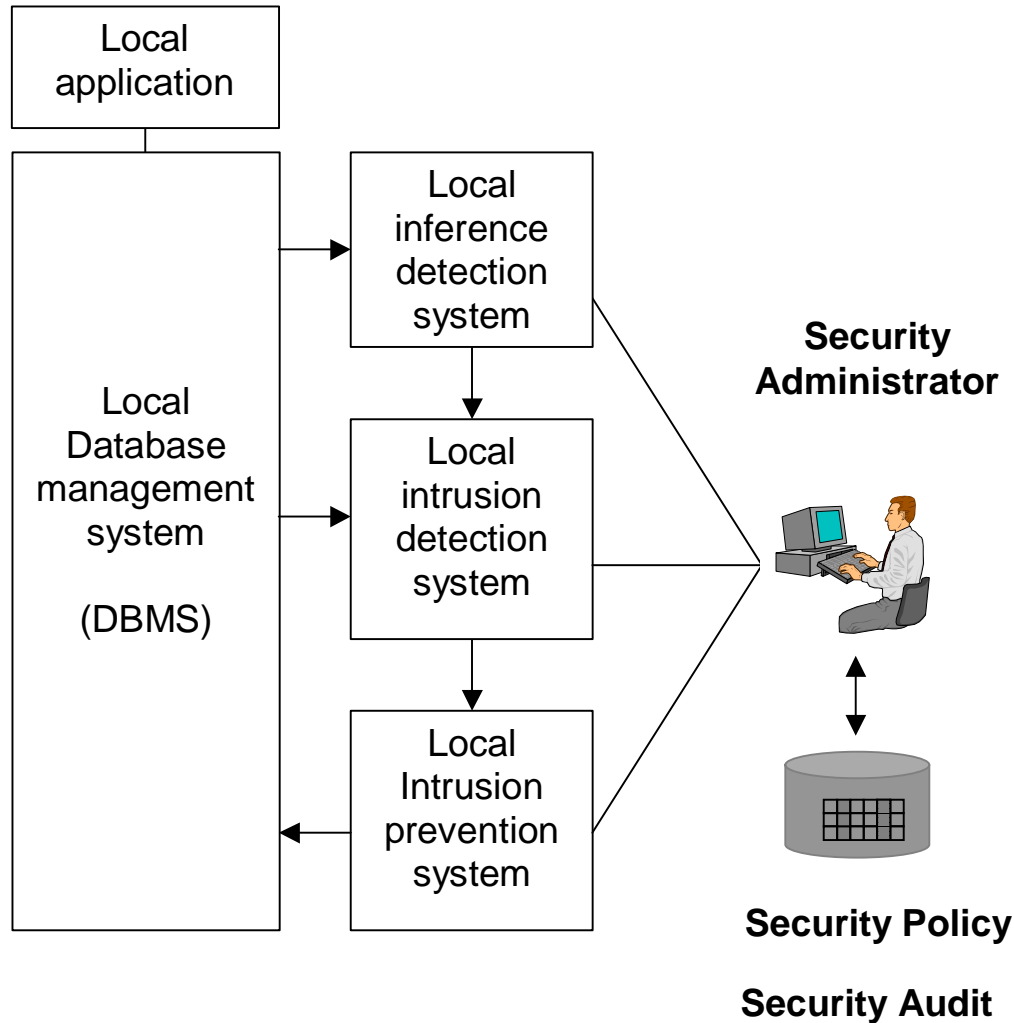 Local
application
Local
Database
management
system
(DBMS)
Local
inference
detection
system
Local
intrusion
detection
system
Local
Intrusion
prevention
system
Security
Administrator
Security Policy
Security Audit